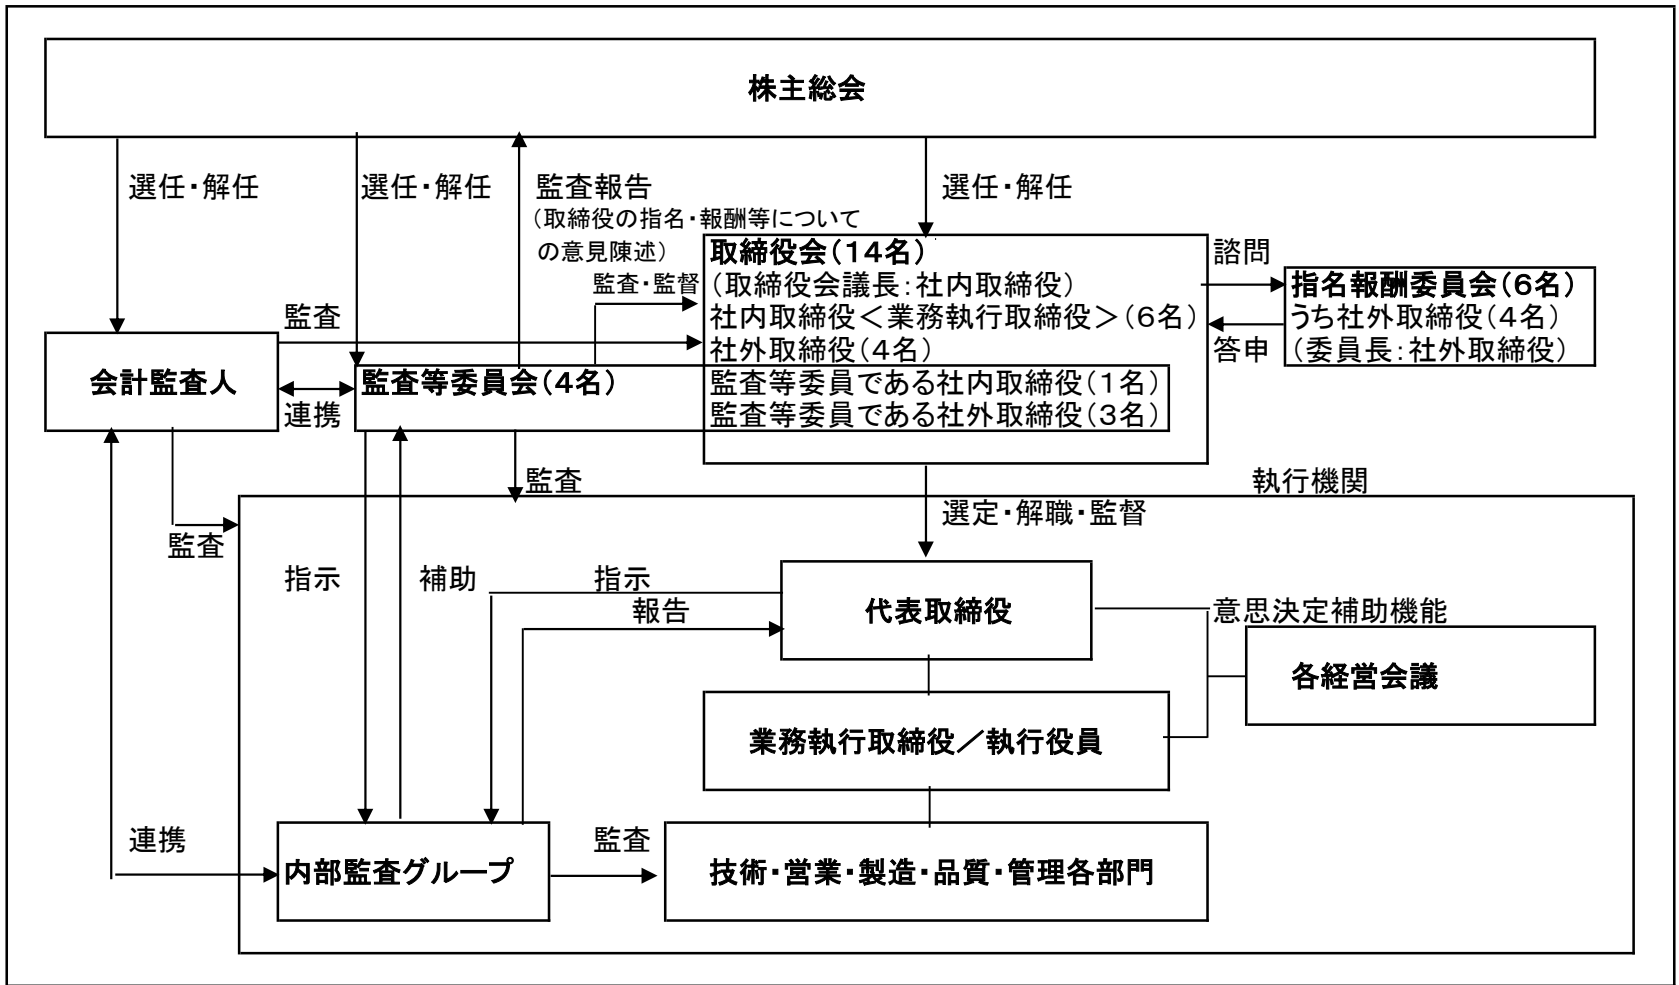 株主総会
選任・解任
選任・解任
監査報告
（取締役の指名・報酬等について
の意見陳述）
選任・解任
監査・監督
取締役会（14名）
（取締役会議長：社内取締役）
社内取締役＜業務執行取締役＞（6名）
社外取締役（4名）
諮問
指名報酬委員会（6名）
うち社外取締役（4名）
（委員長：社外取締役）
答申
監査
会計監査人
連携
監査等委員会（4名）
監査等委員である社内取締役（1名）
監査等委員である社外取締役（3名）
監査
執行機関
選定・解職・監督
監査
指示
補助
指示
報告
代表取締役
意思決定補助機能
各経営会議
業務執行取締役／執行役員
連携
内部監査グループ
監査
技術・営業・製造・品質・管理各部門